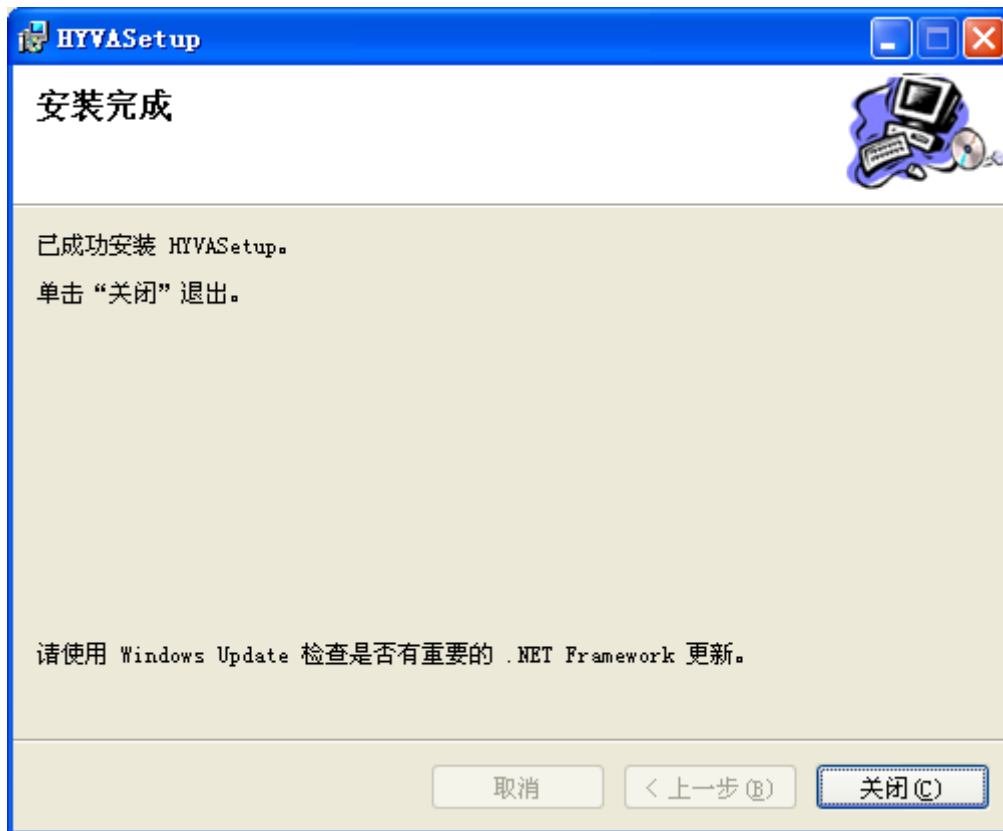 HYVASetup
安装完成
已成功安装 HYVASetup。
单击“关闭”退出。
请使用 Windows Update 检查是否有重要的 .NET Framework 更新。
取消
< 上一步(B)
关闭(C)